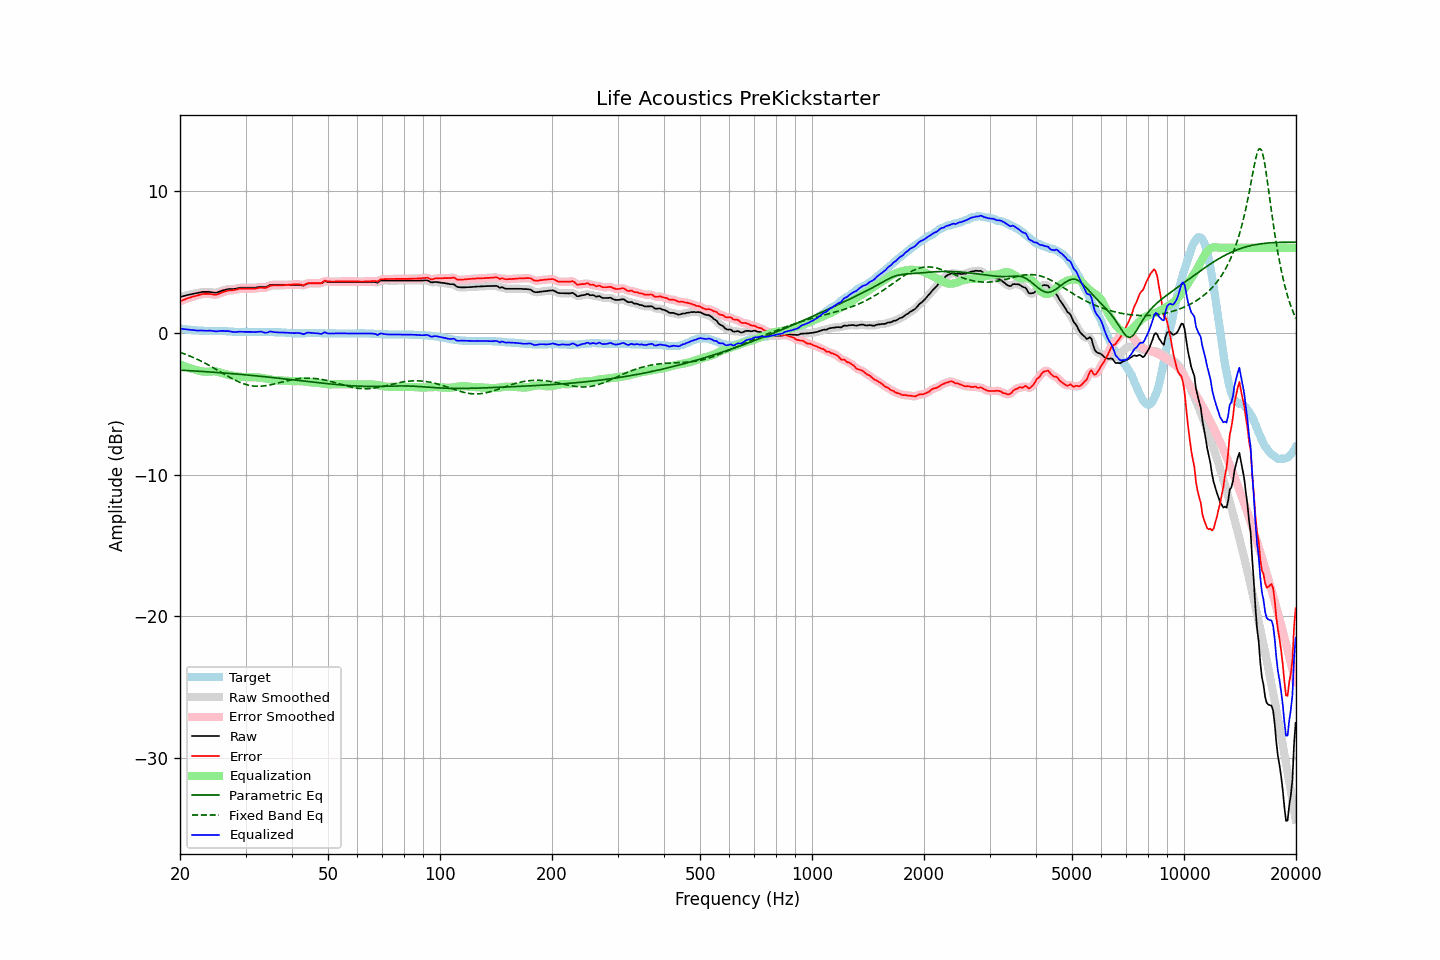 Life Acoustics PreKickstarter
Amplitude (dBr)
10
0
−10
−20
−30
Target
Raw Smoothed
Error Smoothed
Raw
Error
Equalization
Parametric Eq
Fixed Band Eq
Equalized
20 50 100 200 500 1000 2000 5000 10000 20000
Frequency (Hz)